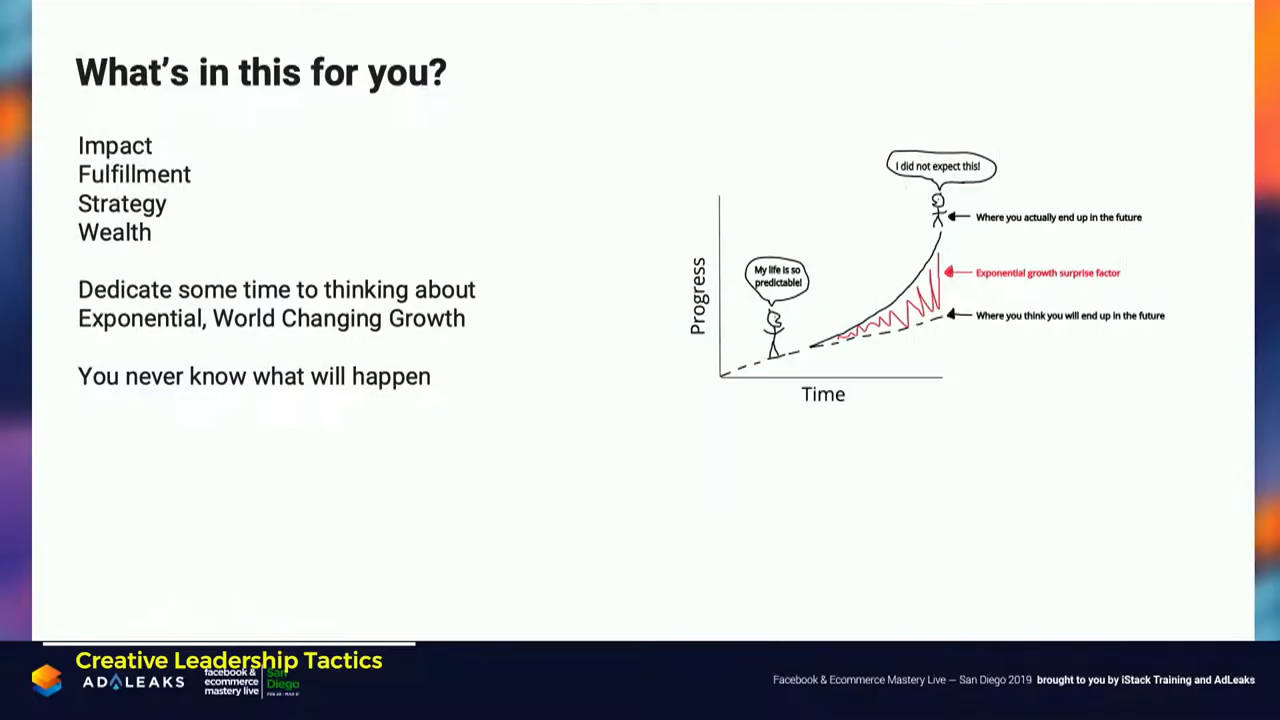 What's in this for you?
Impact
Fulfillment
Strategy
Wealth
Dedicate some time to thinking about
Exponential, World Changing Growth
You never know what will happen
I did not expect this!
Where you actually end up in the future
My life is so
predictable!
Exponential growth surprise factor
Where you think you will end up in the future
Progress
Time
Creative Leadership Tactics
ADLEAKS
facebook &
ecommerce
mastery live
San
Diego
Facebook & Ecommerce Mastery Live — San Diego 2019 brought to you by iStack Training and AdLeaks